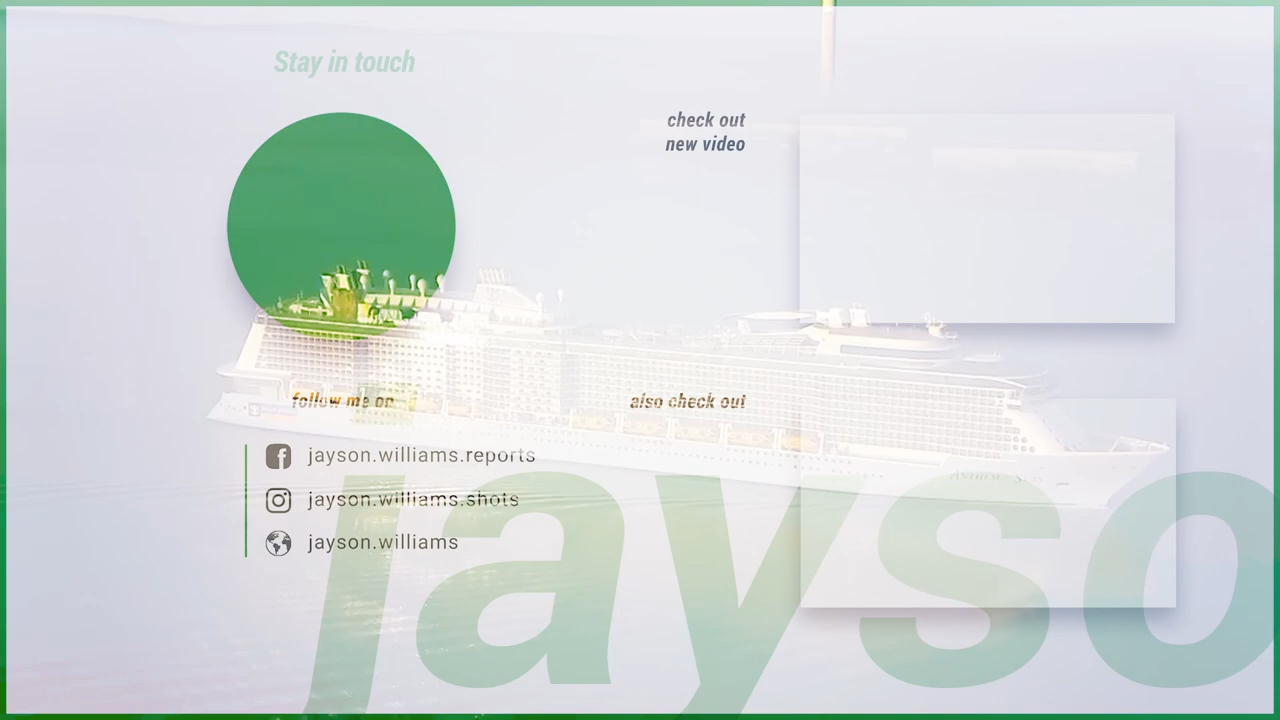 Stay in touch
check out
new video
follow me on
also check out
jayson.williams.reports
jayson.williams.shots
jayson.williams
jayso